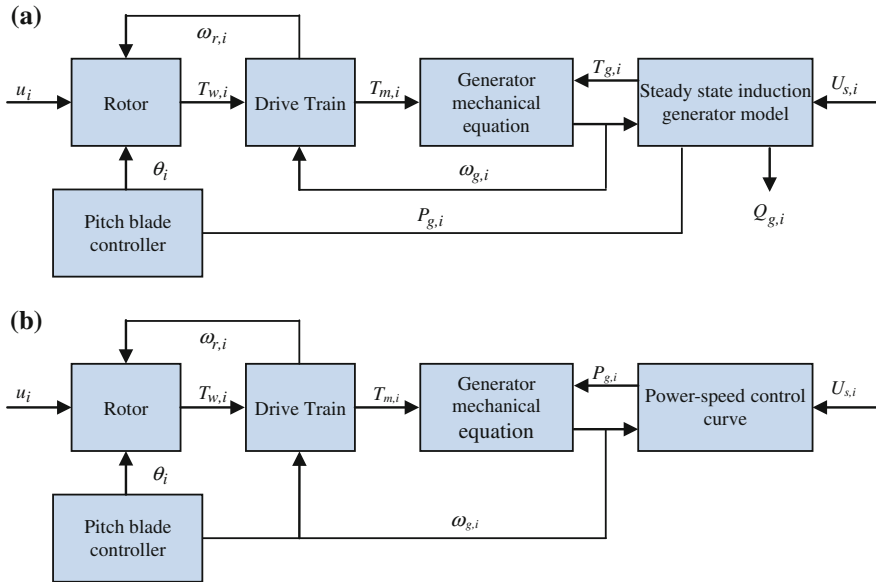 (a)
ω_{r,i}
u_i
Rotor
T_{w,i}
Drive Train
T_{m,i}
Generator
mechanical
equation
T_{g,i}
Steady state induction
generator model
U_{s,i}
θ_i
ω_{g,i}
Pitch blade
controller
P_{g,i}
Q_{g,i}
(b)
ω_{r,i}
u_i
Rotor
T_{w,i}
Drive Train
T_{m,i}
Generator
mechanical
equation
P_{g,i}
Power-speed control
curve
U_{s,i}
θ_i
Pitch blade
controller
ω_{g,i}